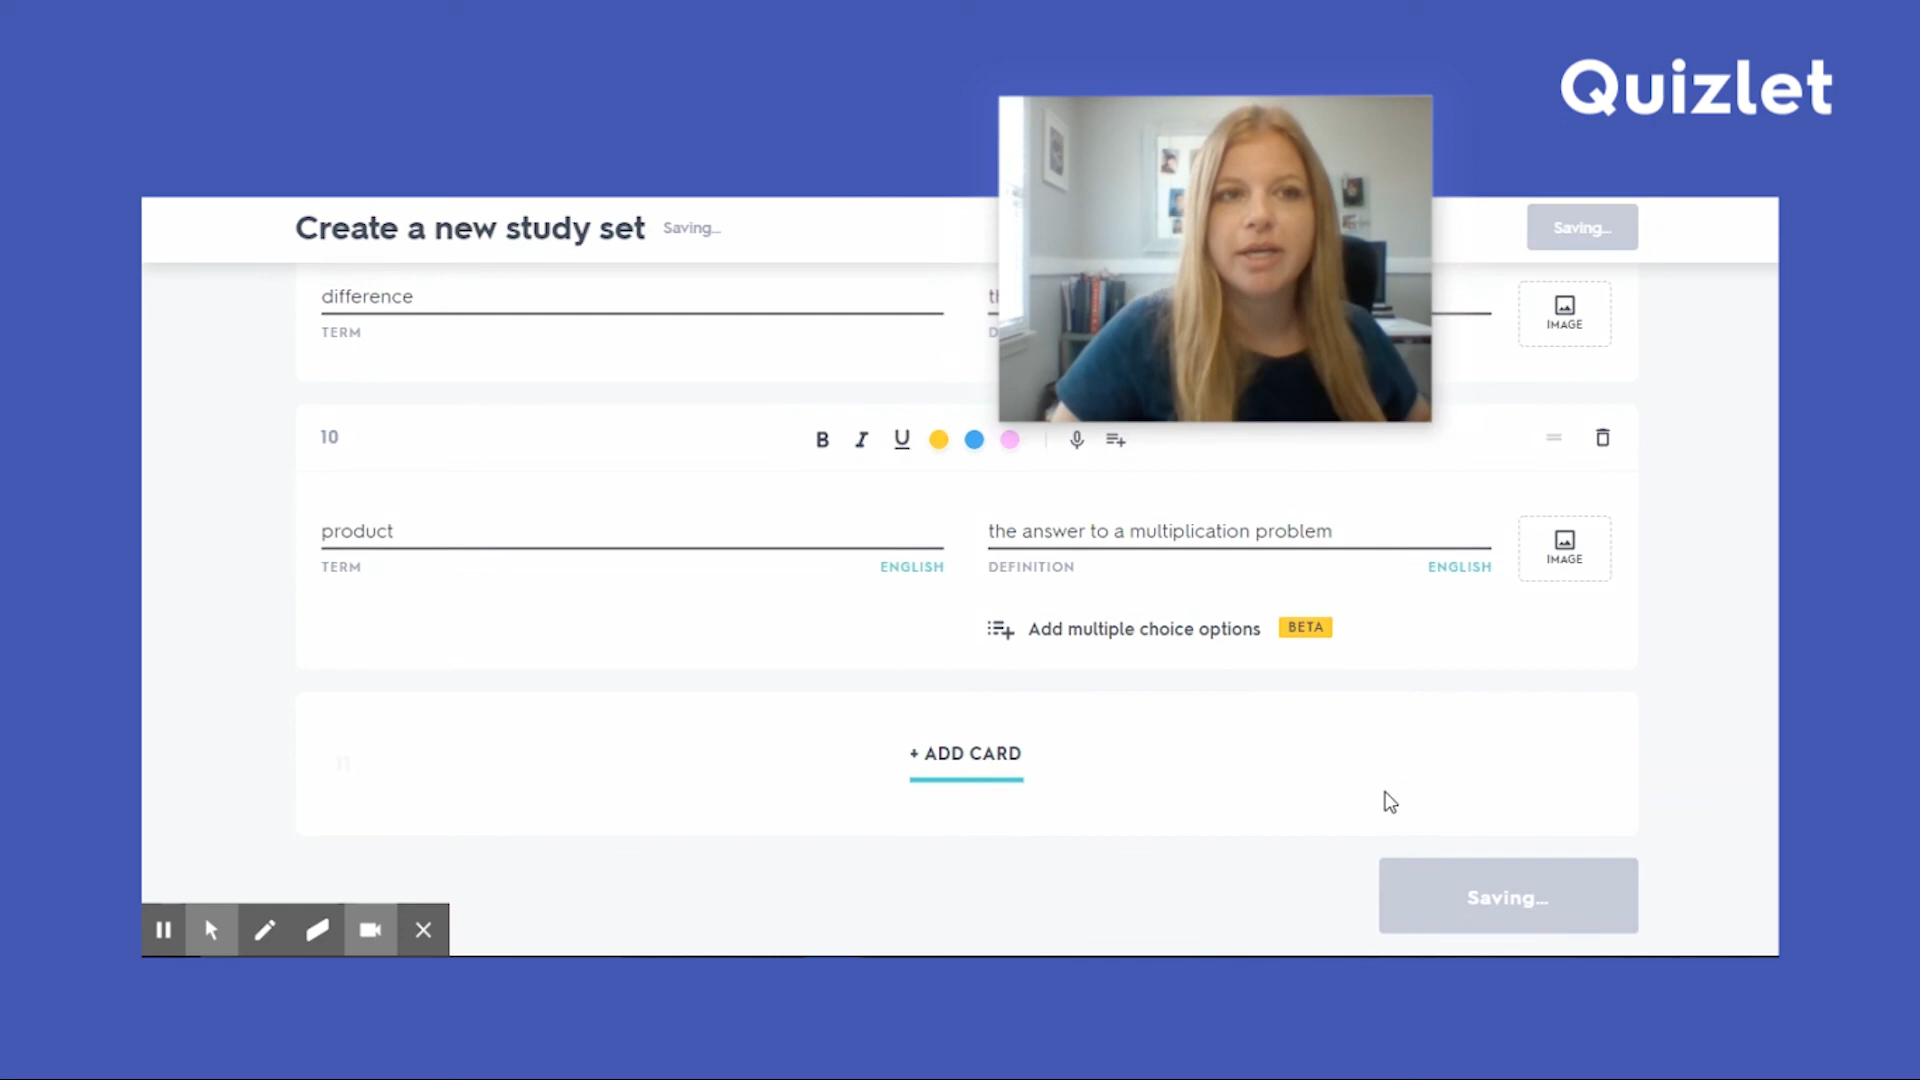 Quizlet
Create a new study set Saving...
Saving...
difference
TERM
IMAGE
10
B I U
product
the answer to a multiplication problem
TERM ENGLISH
DEFINITION ENGLISH
IMAGE
Add multiple choice options BETA
11
+ ADD CARD
Saving...